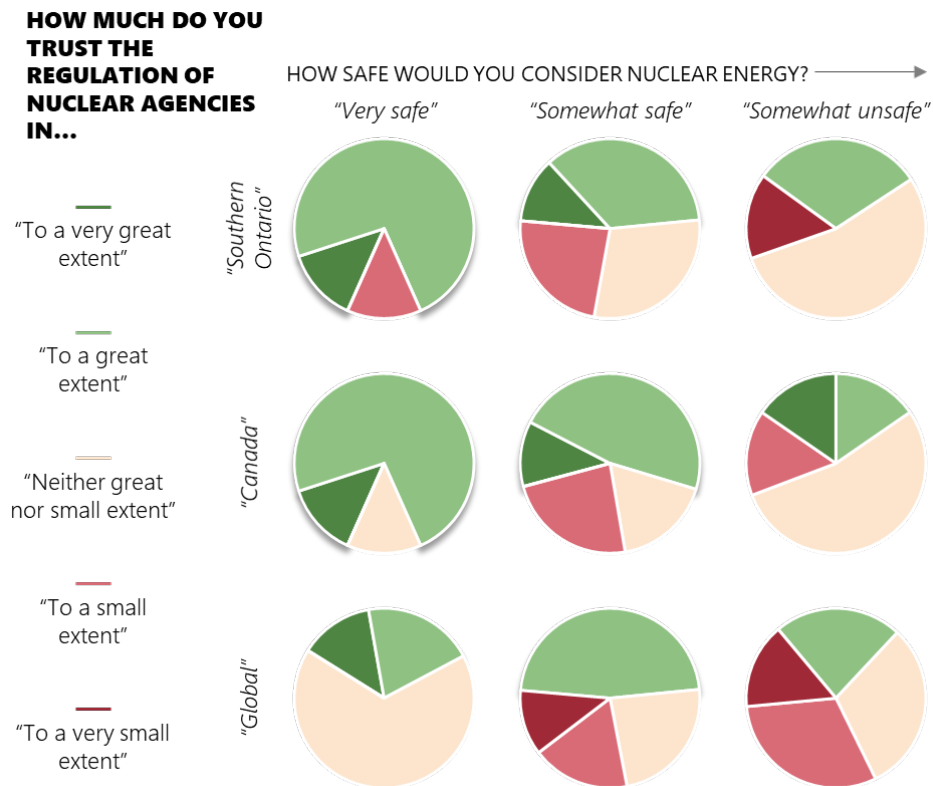 HOW MUCH DO YOU
TRUST THE
REGULATION OF
NUCLEAR AGENCIES
IN...
HOW SAFE WOULD YOU CONSIDER NUCLEAR ENERGY?
“Very safe”
“Somewhat safe”
“Somewhat unsafe”
“To a very great
extent”
“To a great
extent”
“Neither great
nor small extent”
“To a small
extent”
“To a very small
extent”
“Southern
Ontario”
“Canada”
“Global”